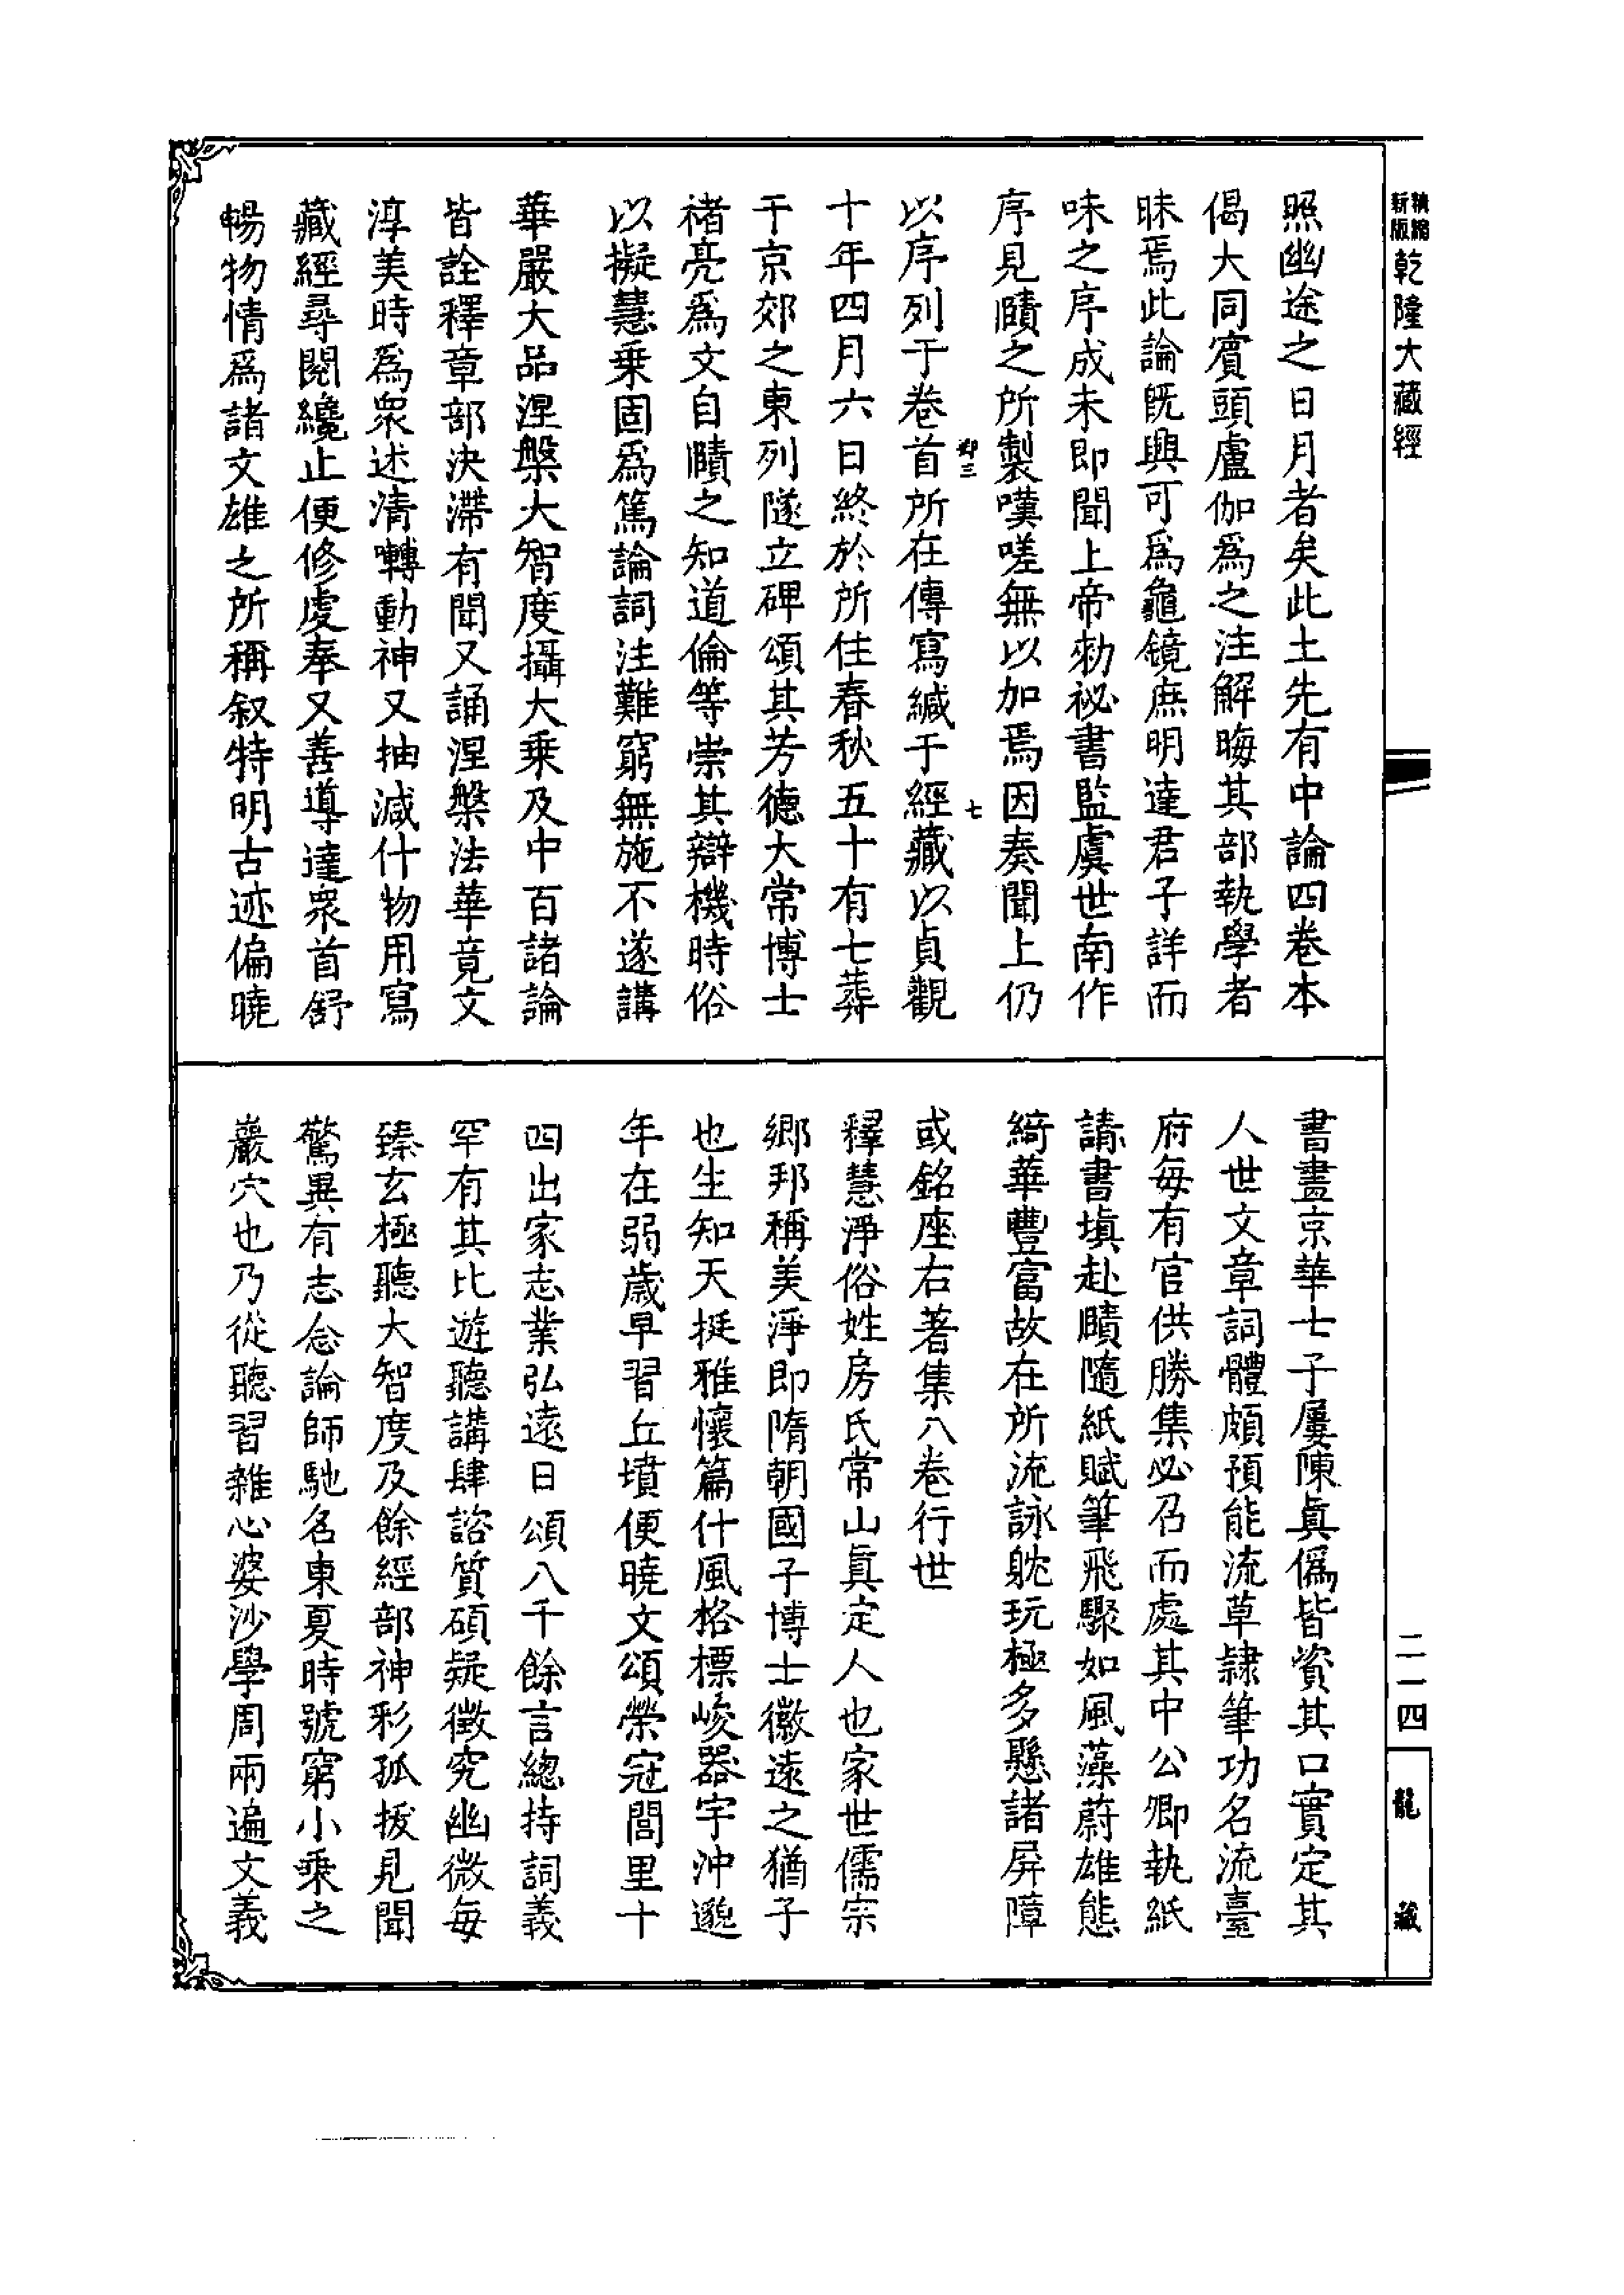 精縮新版乾隆大藏經
照幽途之日月者矣此土先有中論四卷本
偈大同賓頭盧伽爲之注解晦其部執學者
昧焉此論旣興可爲龜鏡庶明達君子詳而
味之序成未即聞上帝勑祕書監虞世南作
序見賾之所製嘆嗟無以加焉因奏聞上仍
卿三 七
以序列于卷首所在傳寫緘于經藏以貞觀
十年四月六日終於所住春秋五十有七葬
于京郊之東列隧立碑頌其芳德大常博士
褚亮爲文自賾之知道倫等崇其辯機時俗
以擬慧乗固爲篤論詞注難窮無施不遂講
華嚴大品涅槃大智度攝大乗及中百諸論
皆詮釋章部決滯有聞又誦涅槃法華竟文
淳美時爲衆述清囀動神又抽減什物用寫
藏經尋閱纔止便修虔奉又善導達衆首舒
暢物情爲諸文雄之所稱叙特明古迹偏曉
書畫京華士子屢陳眞僞皆資其口實定其
人世文章詞體頗預能流草隷筆功名流臺
府每有官供勝集必召而處其中公卿執紙
請書塡赴賾隨紙賦筆飛驟如風藻蔚雄態
綺華豐富故在所流詠躭玩極多懸諸屏障
或銘座右著集八卷行世
釋慧淨俗姓房氏常山眞定人也家世儒宗
鄉邦稱美淨即隋朝國子博士徽遠之猶子
也生知天挺雅懷篇什風格標峻器宇沖邈
年在弱歲早習丘墳便曉文頌榮冠閭里十
四出家志業弘遠日頌八千餘言總持詞義
罕有其比遊聽講肆諮質碩疑徵究幽微每
臻玄極聽大智度及餘經部神彩孤拔見聞
驚異有志念論師馳名東夏時號窮小乗之
巖穴也乃從聽習雜心婆沙學周兩遍文義
二一四
龍藏